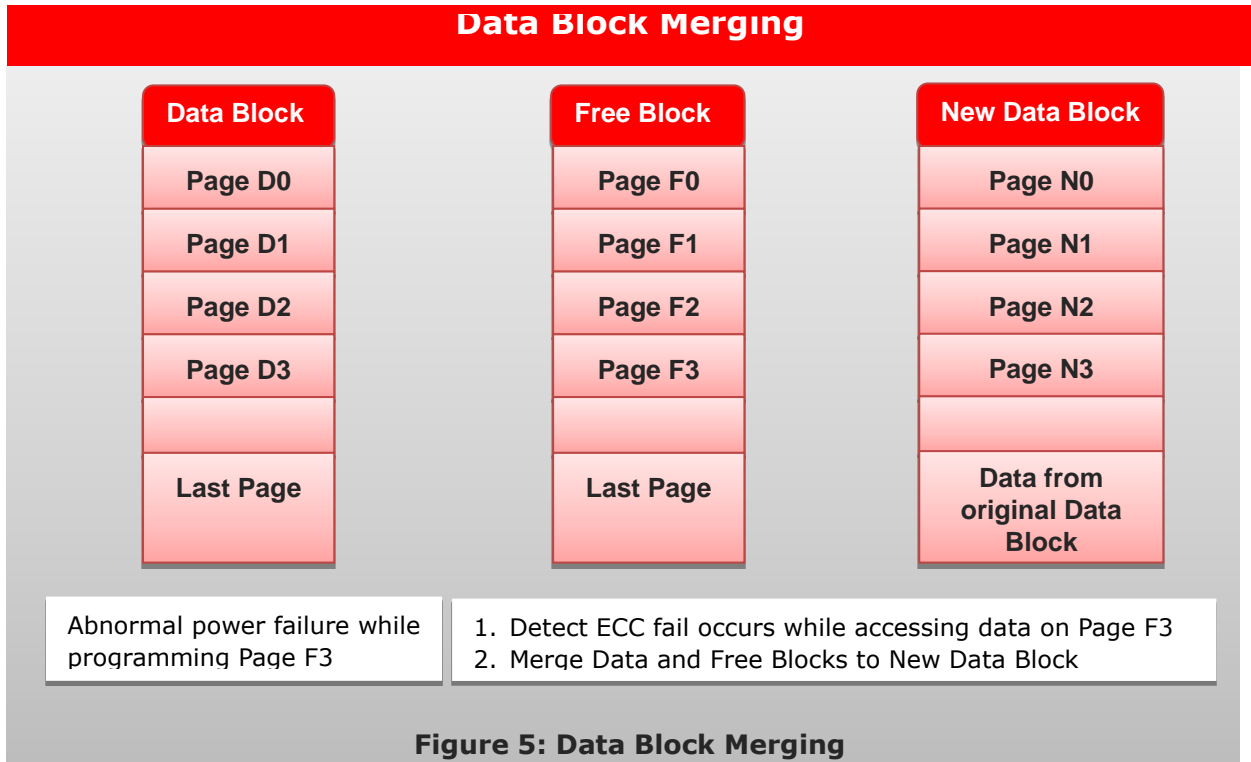 Data Block Merging
Data Block
Page D0
Page D1
Page D2
Page D3
Last Page
Free Block
Page F0
Page F1
Page F2
Page F3
Last Page
New Data Block
Page N0
Page N1
Page N2
Page N3
Data from
original Data
Block
Abnormal power failure while
programming Page F3
1. Detect ECC fail occurs while accessing data on Page F3
2. Merge Data and Free Blocks to New Data Block
Figure 5: Data Block Merging